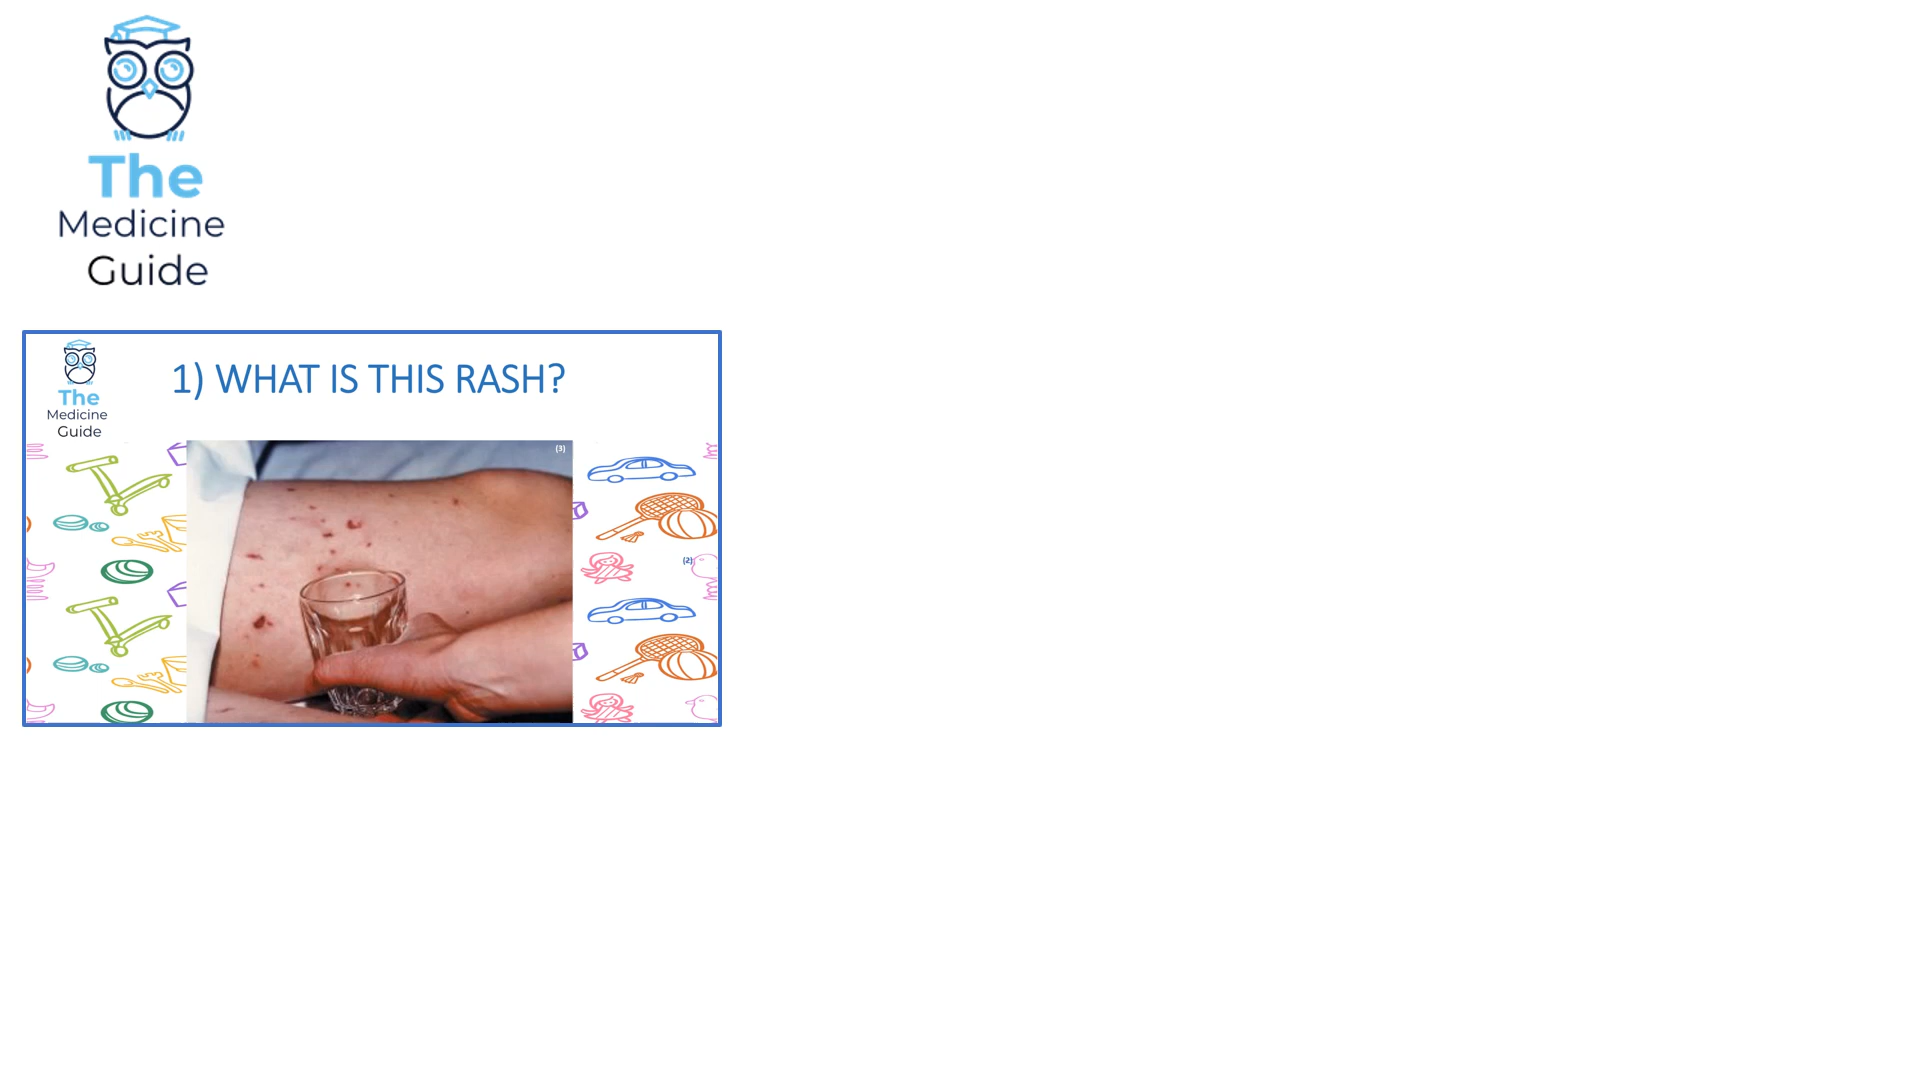 The
Medicine
Guide
The
Medicine
Guide
1) WHAT IS THIS RASH?
(3)
(2)